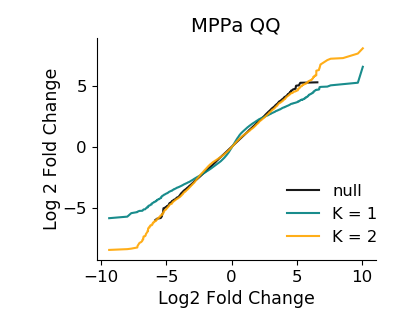 MPPa QQ
Log 2 Fold Change
5
0
−5
null
K = 1
K = 2
−10
−5
0
5
10
Log2 Fold Change